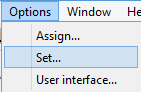 Options Window H
Assign...
Set...
User interface...